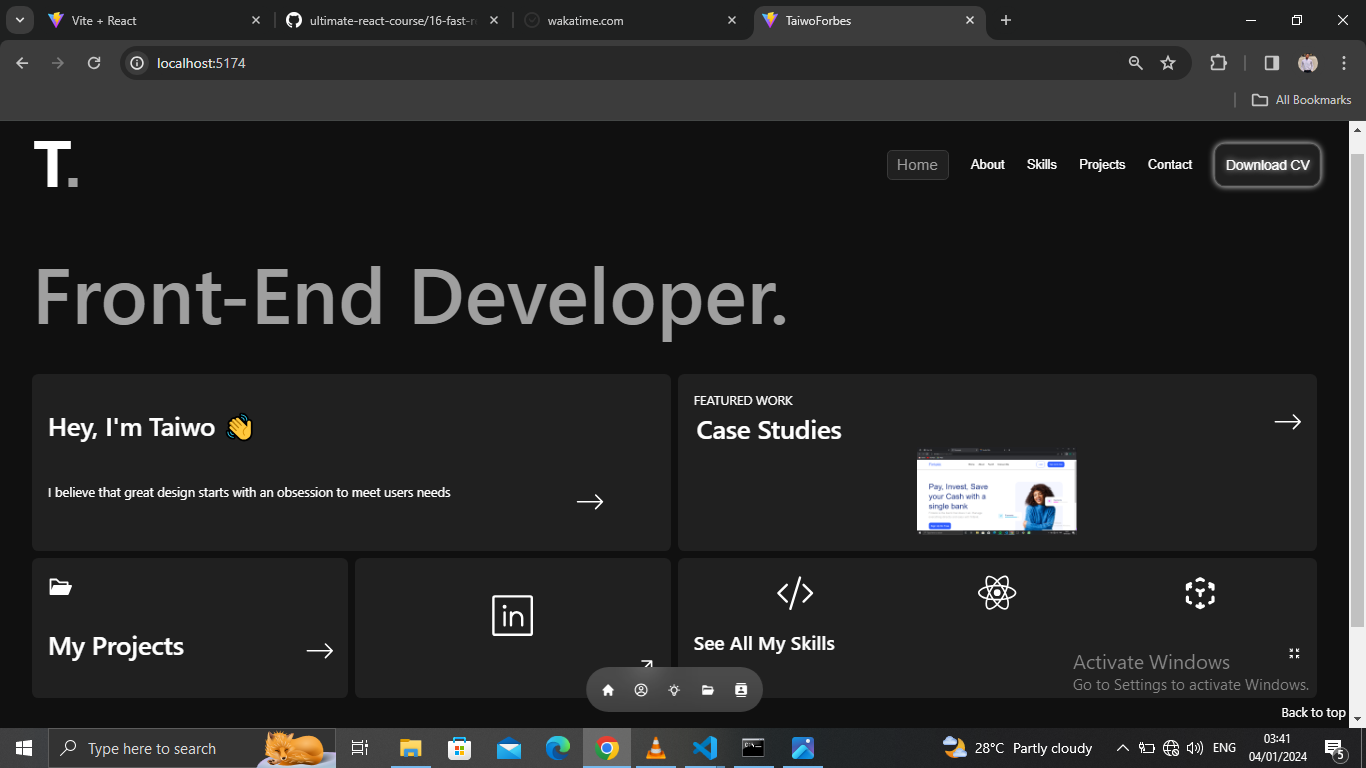 Vite + React
ultimate-react-course/16-fast-re
wakatime.com
TaiwoForbes
localhost:5174
All Bookmarks
T.
Home
About
Skills
Projects
Contact
Download CV
Front-End Developer.
Hey, I'm Taiwo 👋
I believe that great design starts with an obsession to meet users needs
FEATURED WORK
Case Studies
Pay, Invest, Save
your Cash with a
single bank
My Projects
in
See All My Skills
Activate Windows
Go to Settings to activate Windows.
Back to top
Type here to search
28°C Partly cloudy
ENG
03:41
04/01/2024
5